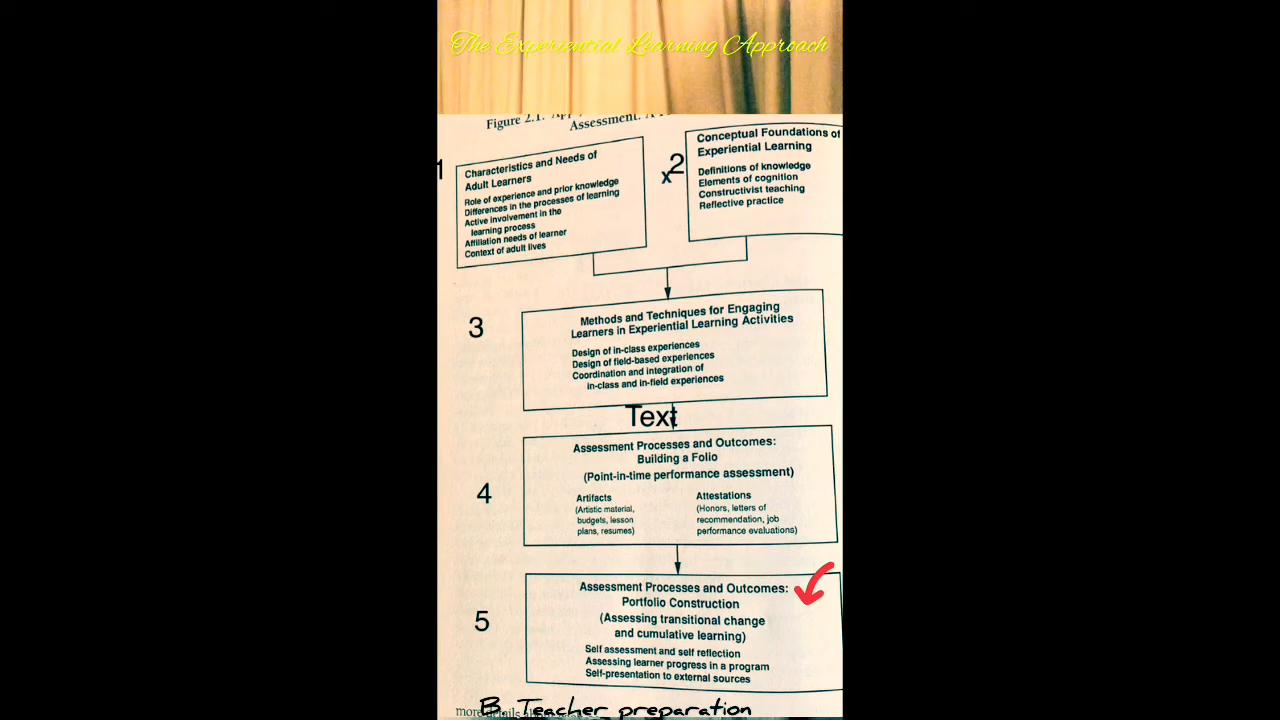 The Experiential Learning Approach
Figure 2.1.
Assessment: A
1
Characteristics and Needs of
Adult Learners
Role of experience and prior knowledge
Differences in the processes of learning
Active involvement in the
learning process
Affiliation needs of learner
Context of adult lives
x2
Conceptual Foundations of
Experiential Learning
Definitions of knowledge
Elements of cognition
Constructivist teaching
Reflective practice
3
Methods and Techniques for Engaging
Learners in Experiential Learning Activities
Design of in-class experiences
Design of field-based experiences
Coordination and integration of
in-class and in-field experiences
Text
4
Assessment Processes and Outcomes:
Building a Folio
(Point-in-time performance assessment)
Artifacts
(Artistic material,
budgets, lesson
plans, resumes)
Attestations
(Honors, letters of
recommendation, job
performance evaluations)
5
Assessment Processes and Outcomes:
Portfolio Construction
(Assessing transitional change
and cumulative learning)
Self assessment and self reflection
Assessing learner progress in a program
Self-presentation to external sources
B. Teacher preparation
more details